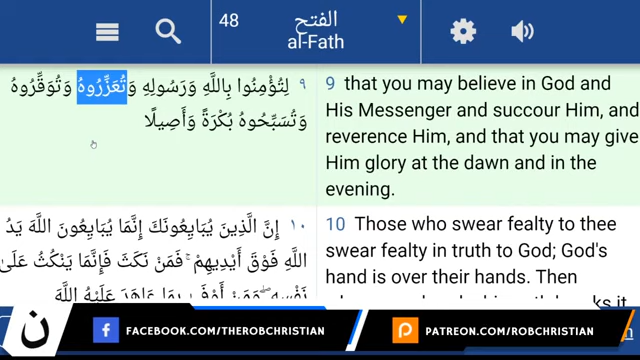 48
الفتح
al-Fath
٩ لِتُؤْمِنُوا بِاللَّهِ وَرَسُولِهِ وَتُعَزِّرُوهُ وَتُوَقِّرُوهُ
وَتُسَبِّحُوهُ بُكْرَةً وَأَصِيلًا
9 that you may believe in God and
His Messenger and succour Him, and
reverence Him, and that you may give
Him glory at the dawn and in the
evening.
١٠ إِنَّ الَّذِينَ يُبَايِعُونَكَ إِنَّمَا يُبَايِعُونَ اللَّهَ يَدُ
اللَّهِ فَوْقَ أَيْدِيهِمْ ۚ فَمَنْ نَكَثَ فَإِنَّمَا يَنْكُثُ عَلَىٰ
نَفْسِهِ ۖ وَمَنْ أَوْفَىٰ بِمَا عَاهَدَ عَلَيْهُ اللَّهَ
10 Those who swear fealty to thee
swear fealty in truth to God; God's
hand is over their hands. Then
ن
FACEBOOK.COM/THEROBCHRISTIAN
PATREON.COM/ROBCHRISTIAN